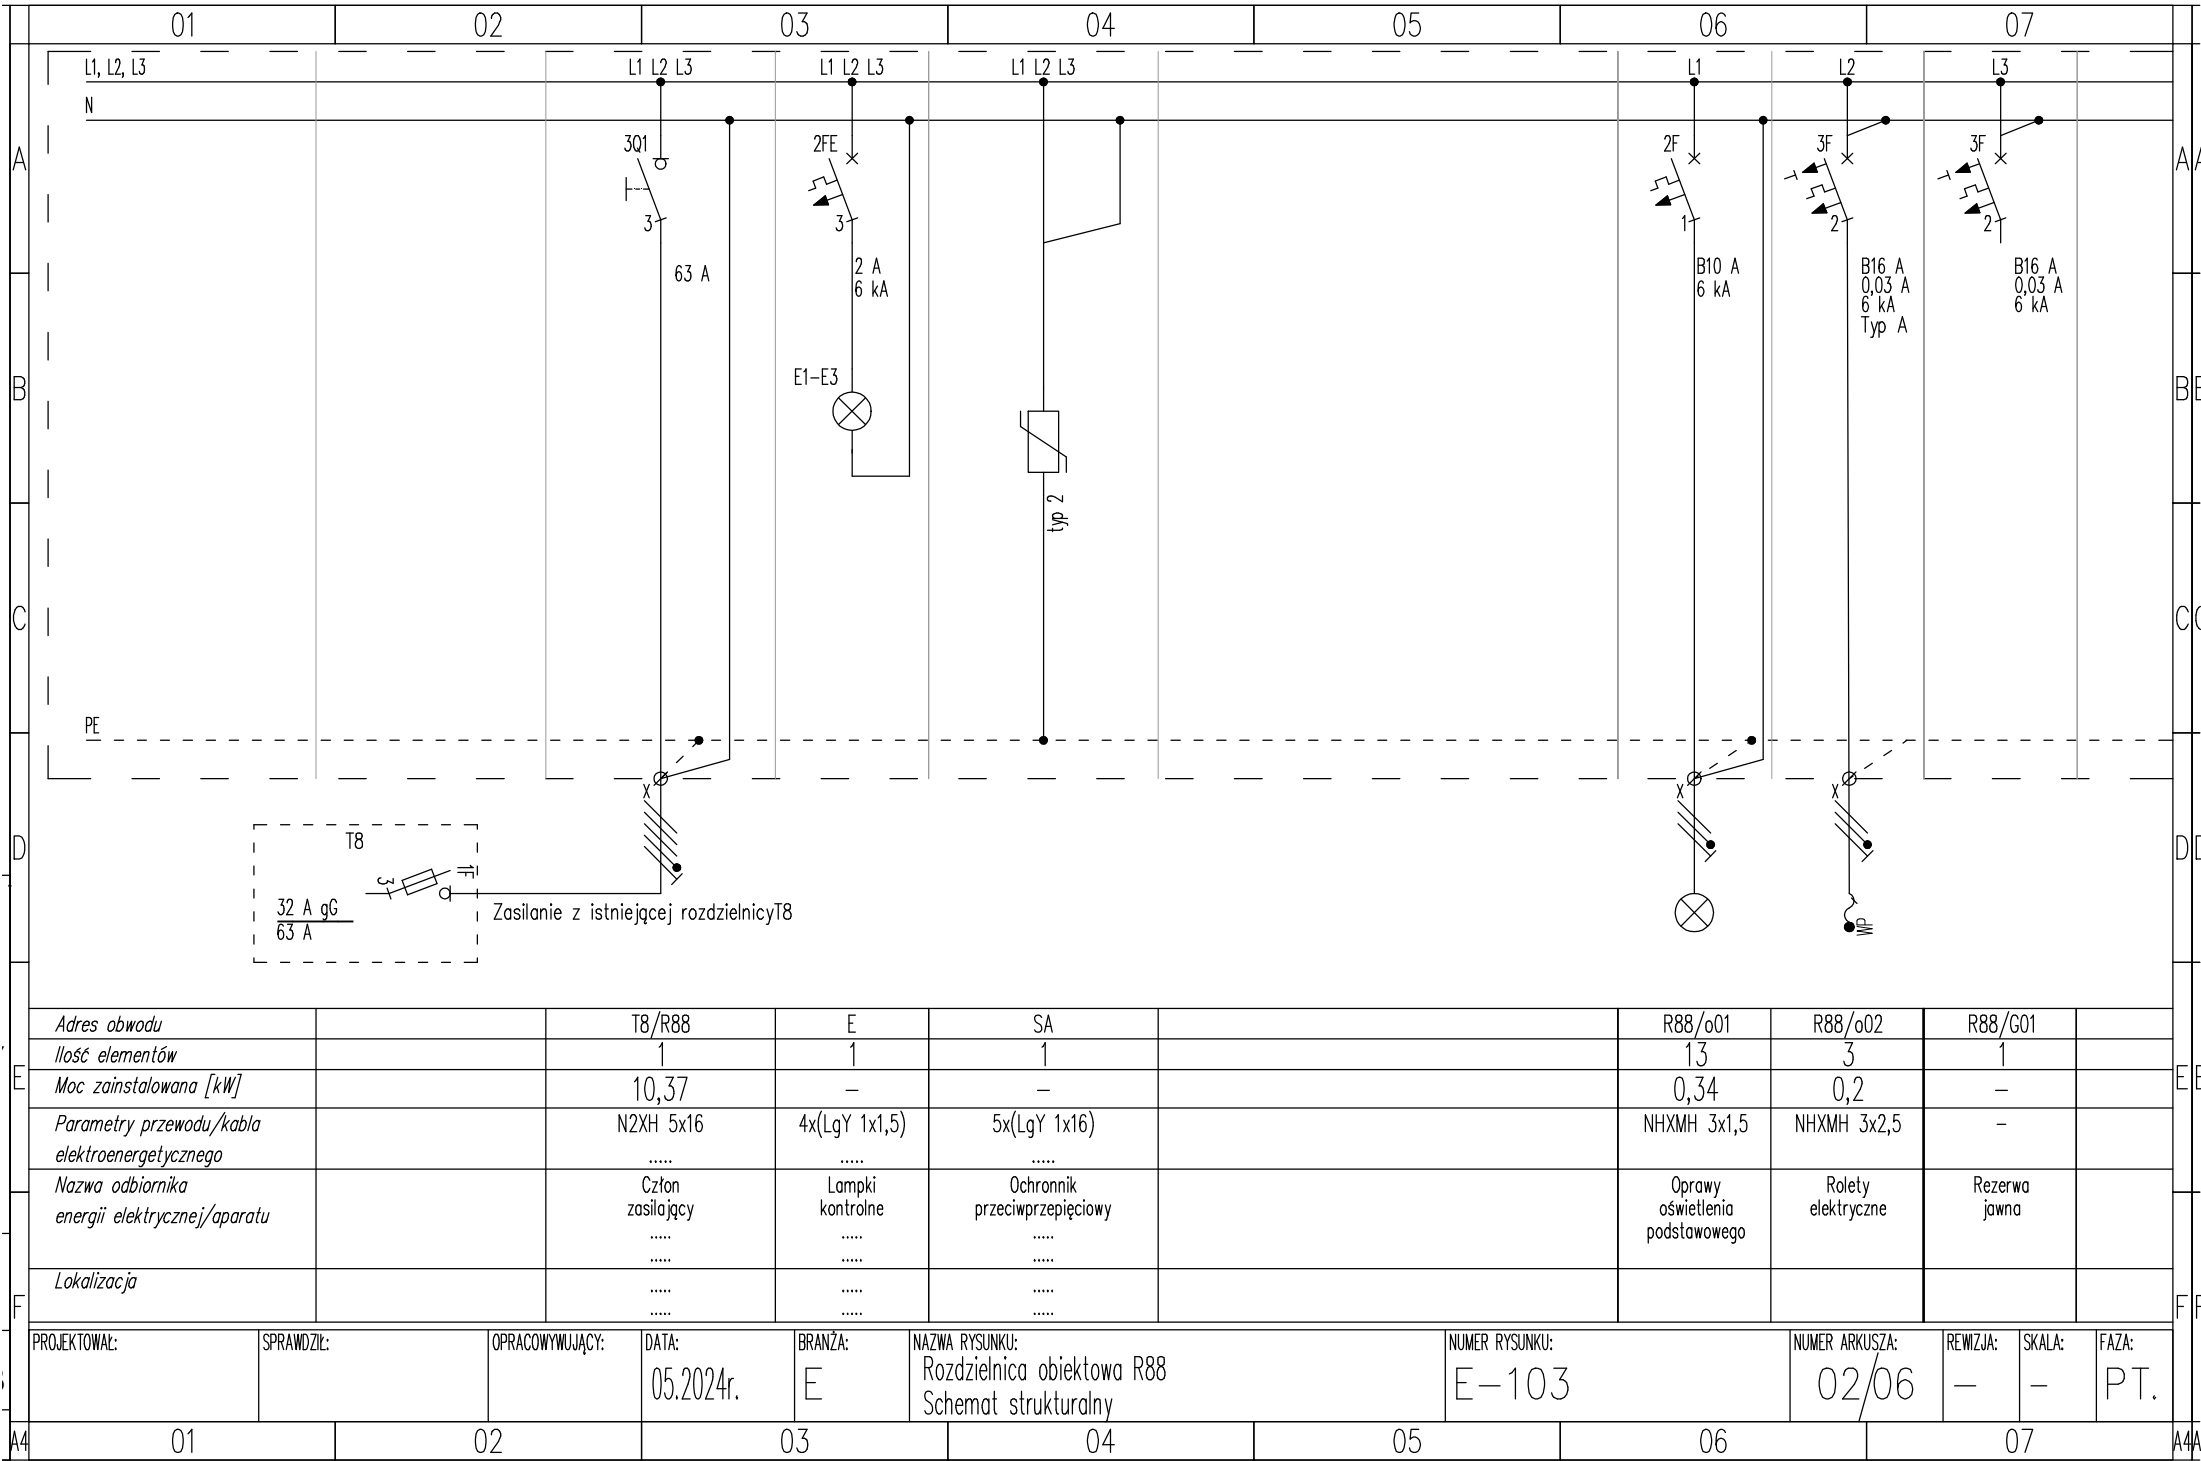 01 02 03 04 05 06 07
L1, L2, L3
L1 L2 L3
L1 L2 L3
L1 L2 L3
L1
L2
L3
N
A
A
3Q1
3
63 A
2FE
3
2 A
6 kA
2F
1
B10 A
6 kA
3F
2
B16 A
0,03 A
6 kA
Typ A
3F
2
B16 A
0,03 A
6 kA
B
B
E1-E3
typ 2
C
C
PE
X
X
X
D
D
T8
3
1F
32 A gG
63 A
Zasilanie z istniejącej rozdzielnicyT8
WP
E
E
Adres obwodu T8/R88 E SA R88/o01 R88/o02 R88/G01
Ilość elementów 1 1 1 13 3 1
Moc zainstalowana [kW] 10,37 - - 0,34 0,2 -
Parametry przewodu/kabla N2XH 5x16 4x(LgY 1x1,5) 5x(LgY 1x16) NHXMH 3x1,5 NHXMH 3x2,5 -
elektroenergetycznego ..... ..... .....
Nazwa odbiornika
energii elektrycznej/aparatu
Człon
zasilający
.....
.....
Lampki
kontrolne
.....
.....
Ochronnik
przeciwprzepięciowy
.....
.....
Oprawy
oświetlenia
podstawowego
Rolety
elektryczne
Rezerwa
jawna
Lokalizacja ..... ..... .....
..... ..... .....
F
F
PROJEKTOWAŁ:
SPRAWDZIŁ:
OPRACOWYWUJĄCY:
DATA:
05.2024r.
BRANŻA:
E
NAZWA RYSUNKU:
Rozdzielnica obiektowa R88
Schemat strukturalny
NUMER RYSUNKU:
E-103
NUMER ARKUSZA:
02/06
REWIZJA:
-
SKALA:
-
FAZA:
PT.
A4 01 02 03 04 05 06 07 A4